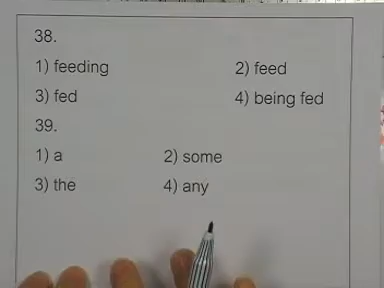 38.
1) feeding 2) feed
3) fed 4) being fed
39.
1) a 2) some
3) the 4) any